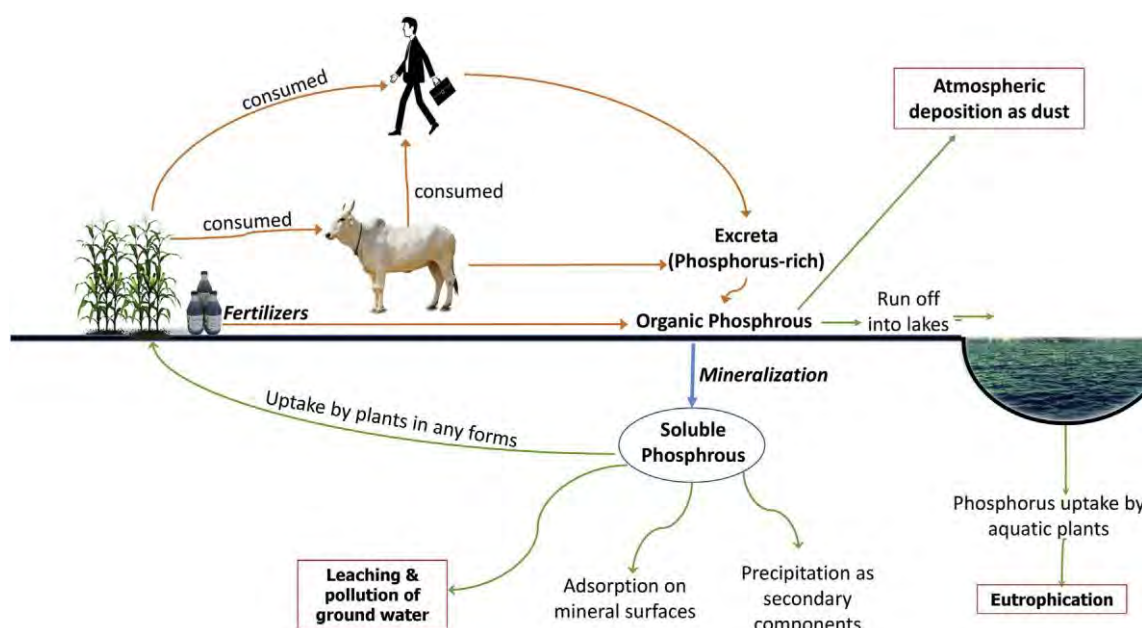 consumed
Atmospheric
deposition as dust
consumed
consumed
Excreta
(Phosphorus-rich)
Fertilizers
Organic Phosphrous
Run off
into lakes
Mineralization
Uptake by plants in any forms
Soluble
Phosphrous
Phosphorus uptake by
aquatic plants
Leaching &
pollution of
ground water
Adsorption on
mineral surfaces
Precipitation as
secondary
components
Eutrophication